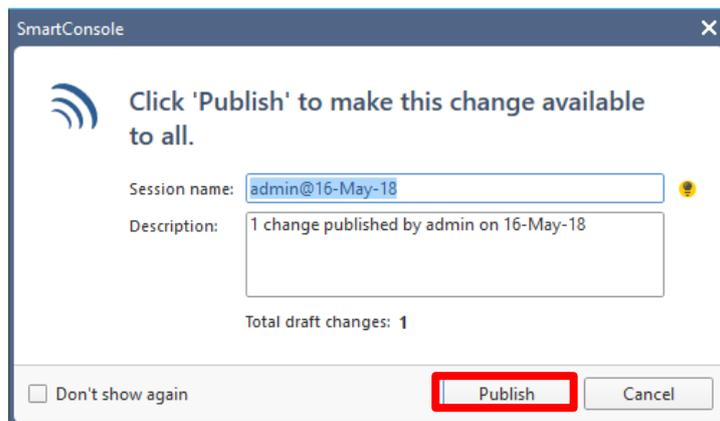 SmartConsole
Click 'Publish' to make this change available
to all.
Session name: admin@16-May-18
Description: 1 change published by admin on 16-May-18
Total draft changes: 1
Don't show again Publish Cancel